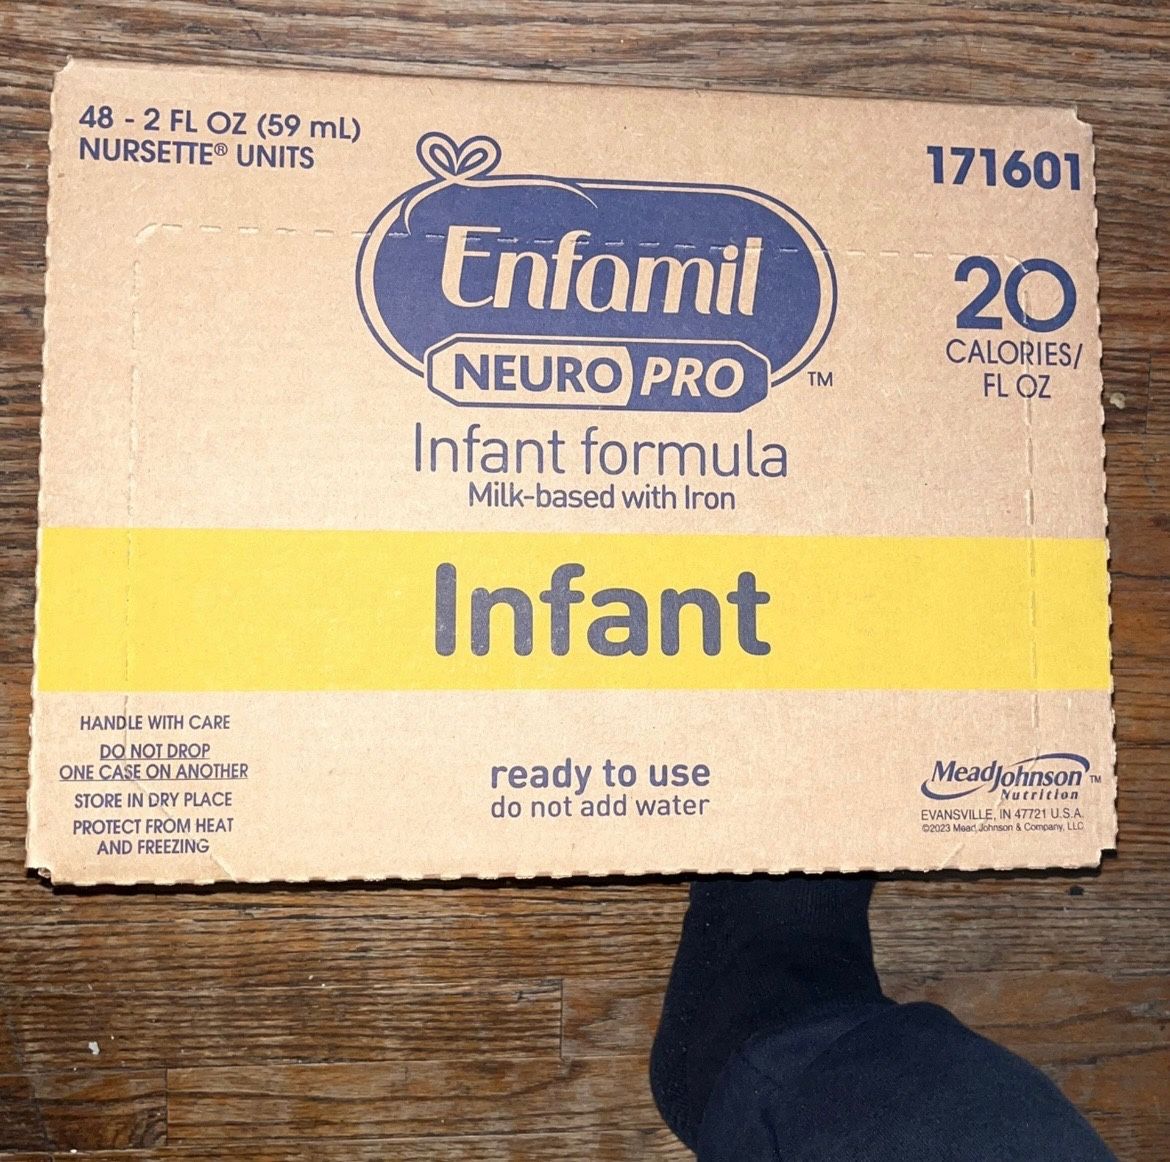 48 - 2 FL OZ (59 mL)
NURSETTE® UNITS
171601
Enfamil
NEURO PRO ™
20
CALORIES/
FL OZ
Infant formula
Milk-based with Iron
Infant
HANDLE WITH CARE
DO NOT DROP
ONE CASE ON ANOTHER
STORE IN DRY PLACE
PROTECT FROM HEAT
AND FREEZING
ready to use
do not add water
MeadJohnson™
Nutrition
EVANSVILLE, IN 47721 U.S.A.
©2023 Mead Johnson & Company, LLC